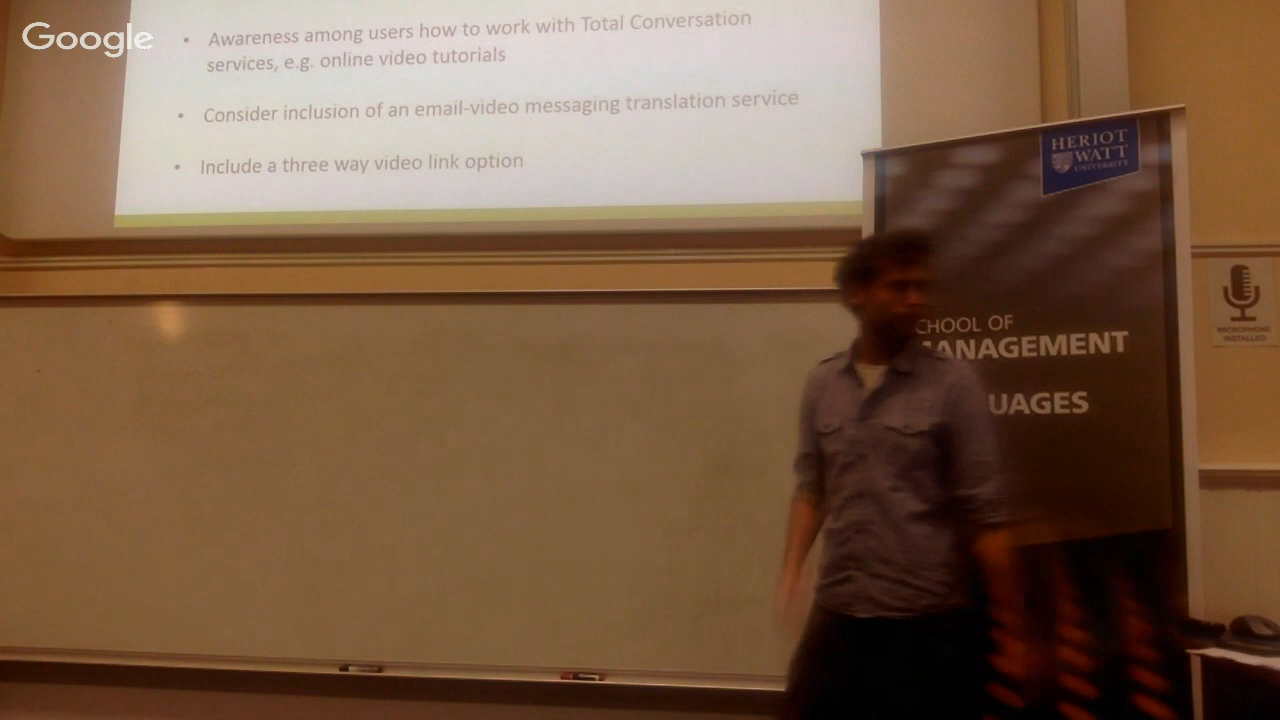 Google
• Awareness among users how to work with Total Conversation
services, e.g. online video tutorials
• Consider inclusion of an email-video messaging translation service
• Include a three way video link option
HERIOT
WATT
UNIVERSITY
CHOOL OF
MANAGEMENT
UAGES
MICROPHONE
INSTALLED